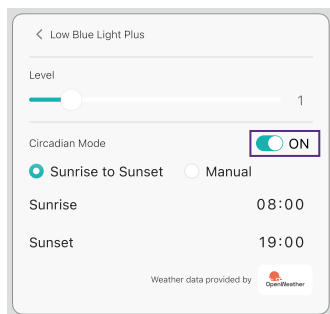 Low Blue Light Plus
Level
1
Circadian Mode ON
Sunrise to Sunset Manual
Sunrise 08:00
Sunset 19:00
Weather data provided by OpenWeather